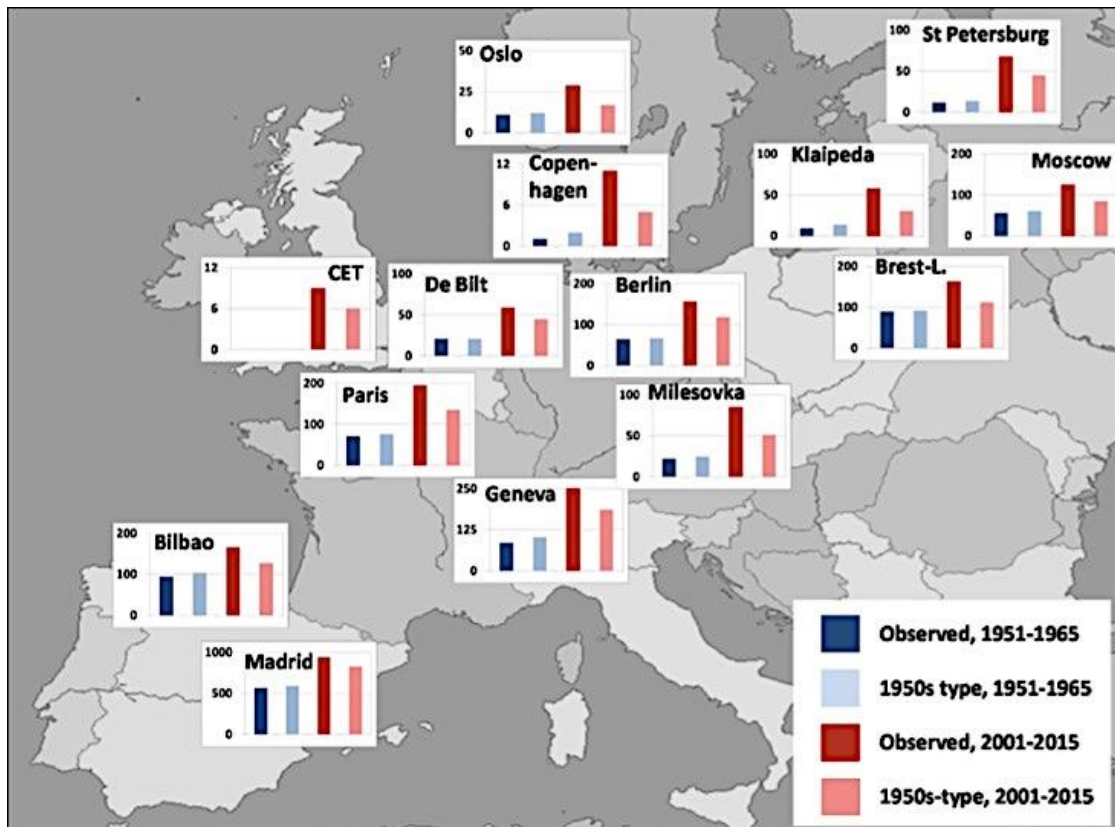 Oslo
50
25
0
St Petersburg
100
50
0
Copen-
hagen
12
6
0
Klaipeda
100
50
0
Moscow
200
100
0
CET
12
6
0
De Bilt
100
50
0
Berlin
200
100
0
Brest-L.
200
100
0
Paris
200
100
0
Milesovka
100
50
0
Geneva
250
125
0
Bilbao
200
100
0
Madrid
1000
500
0
Observed, 1951-1965
1950s type, 1951-1965
Observed, 2001-2015
1950s-type, 2001-2015